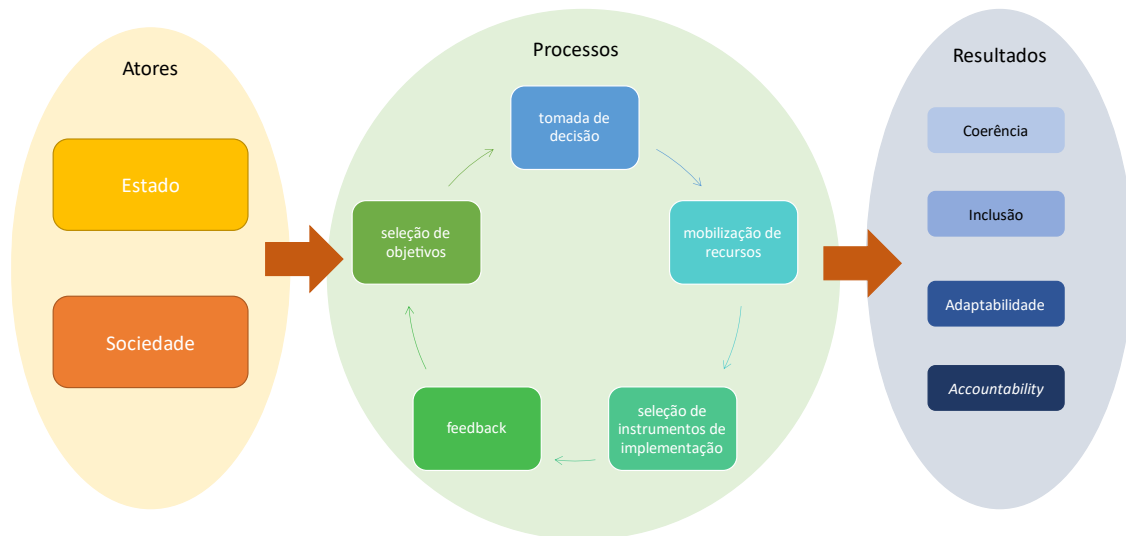 Atores
Estado
Sociedade
Processos
tomada de
decisão
mobilização de
recursos
seleção de
instrumentos de
implementação
feedback
seleção de
objetivos
Resultados
Coerência
Inclusão
Adaptabilidade
Accountability